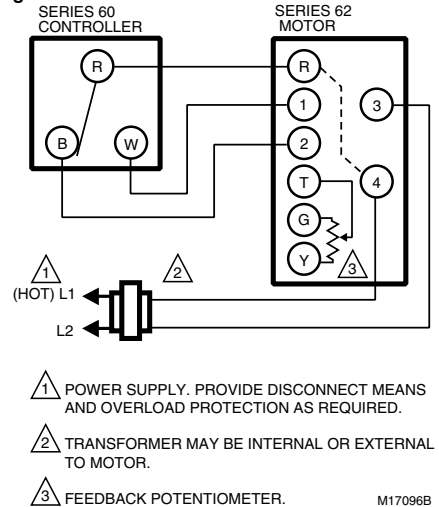 SERIES 60
CONTROLLER
SERIES 62
MOTOR
R
B
W
R
1
2
T
G
Y
3
4
3
1
(HOT) L1
L2
2
1 POWER SUPPLY. PROVIDE DISCONNECT MEANS
AND OVERLOAD PROTECTION AS REQUIRED.
2 TRANSFORMER MAY BE INTERNAL OR EXTERNAL
TO MOTOR.
3 FEEDBACK POTENTIOMETER.
M17096B